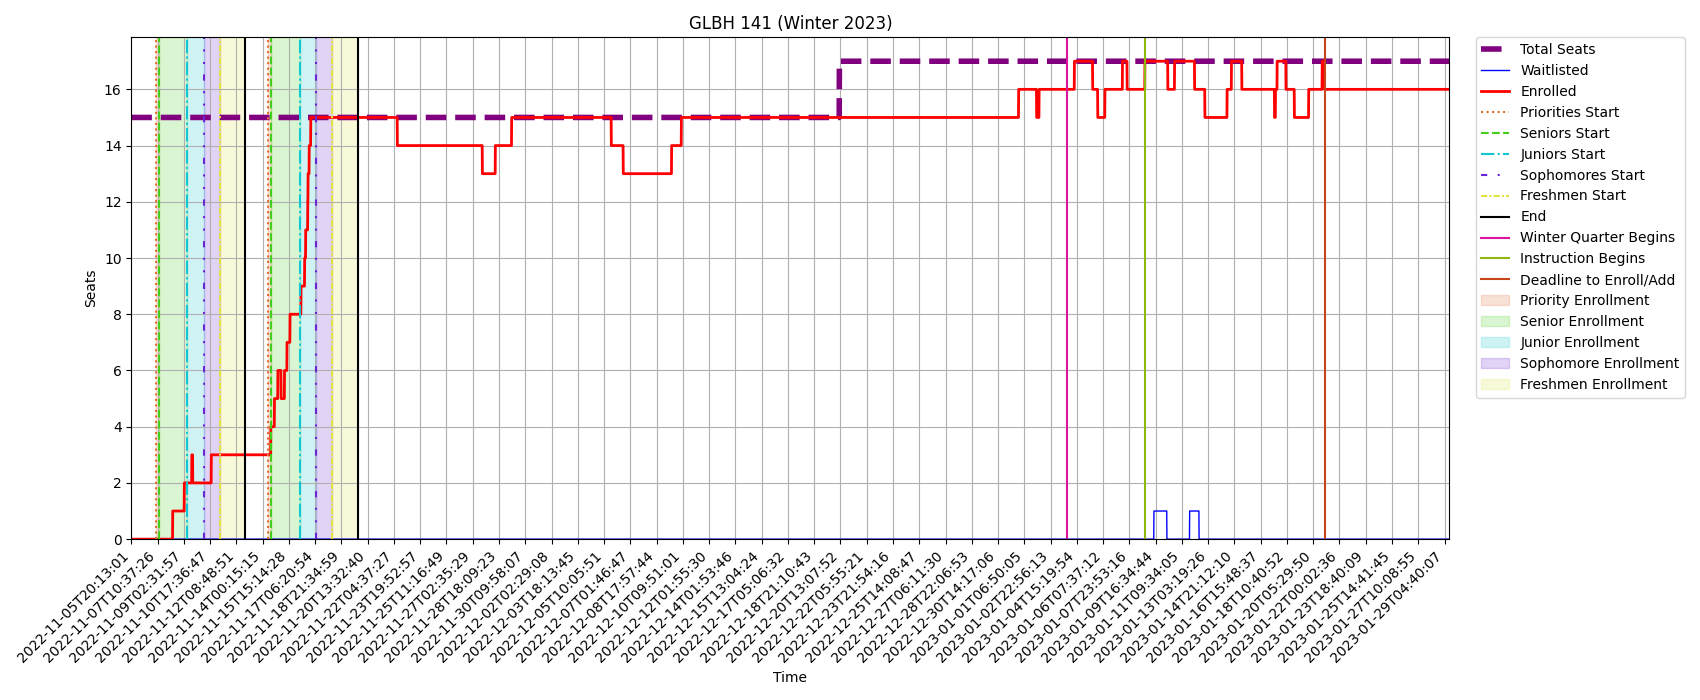 GLBH 141 (Winter 2023)
Seats
16
14
12
10
8
6
4
2
0
2022-11-05T20:13:01
2022-11-07T10:37:26
2022-11-09T02:31:57
2022-11-10T17:36:47
2022-11-12T08:48:51
2022-11-14T00:15:15
2022-11-15T15:14:28
2022-11-17T06:20:54
2022-11-18T21:34:59
2022-11-20T13:32:40
2022-11-22T04:37:27
2022-11-23T19:52:57
2022-11-25T11:16:49
2022-11-27T02:35:29
2022-11-28T18:09:23
2022-11-30T09:58:07
2022-12-02T02:29:08
2022-12-03T18:13:45
2022-12-05T10:05:51
2022-12-07T01:46:47
2022-12-08T17:57:44
2022-12-10T09:51:01
2022-12-12T01:55:30
2022-12-14T01:53:46
2022-12-15T13:04:24
2022-12-17T05:06:32
2022-12-18T21:10:43
2022-12-20T13:07:52
2022-12-22T05:55:21
2022-12-23T21:54:16
2022-12-25T14:08:47
2022-12-27T06:11:30
2022-12-28T22:06:53
2022-12-30T14:17:06
2023-01-01T06:50:05
2023-01-02T22:56:13
2023-01-04T15:19:54
2023-01-06T07:37:12
2023-01-07T23:53:16
2023-01-09T16:34:44
2023-01-11T09:34:05
2023-01-13T03:19:26
2023-01-14T21:12:10
2023-01-16T15:48:37
2023-01-18T10:40:52
2023-01-20T05:29:50
2023-01-22T00:02:36
2023-01-23T18:40:09
2023-01-25T14:41:45
2023-01-27T10:08:55
2023-01-29T04:40:07
Time
Total Seats
Waitlisted
Enrolled
Priorities Start
Seniors Start
Juniors Start
Sophomores Start
Freshmen Start
End
Winter Quarter Begins
Instruction Begins
Deadline to Enroll/Add
Priority Enrollment
Senior Enrollment
Junior Enrollment
Sophomore Enrollment
Freshmen Enrollment